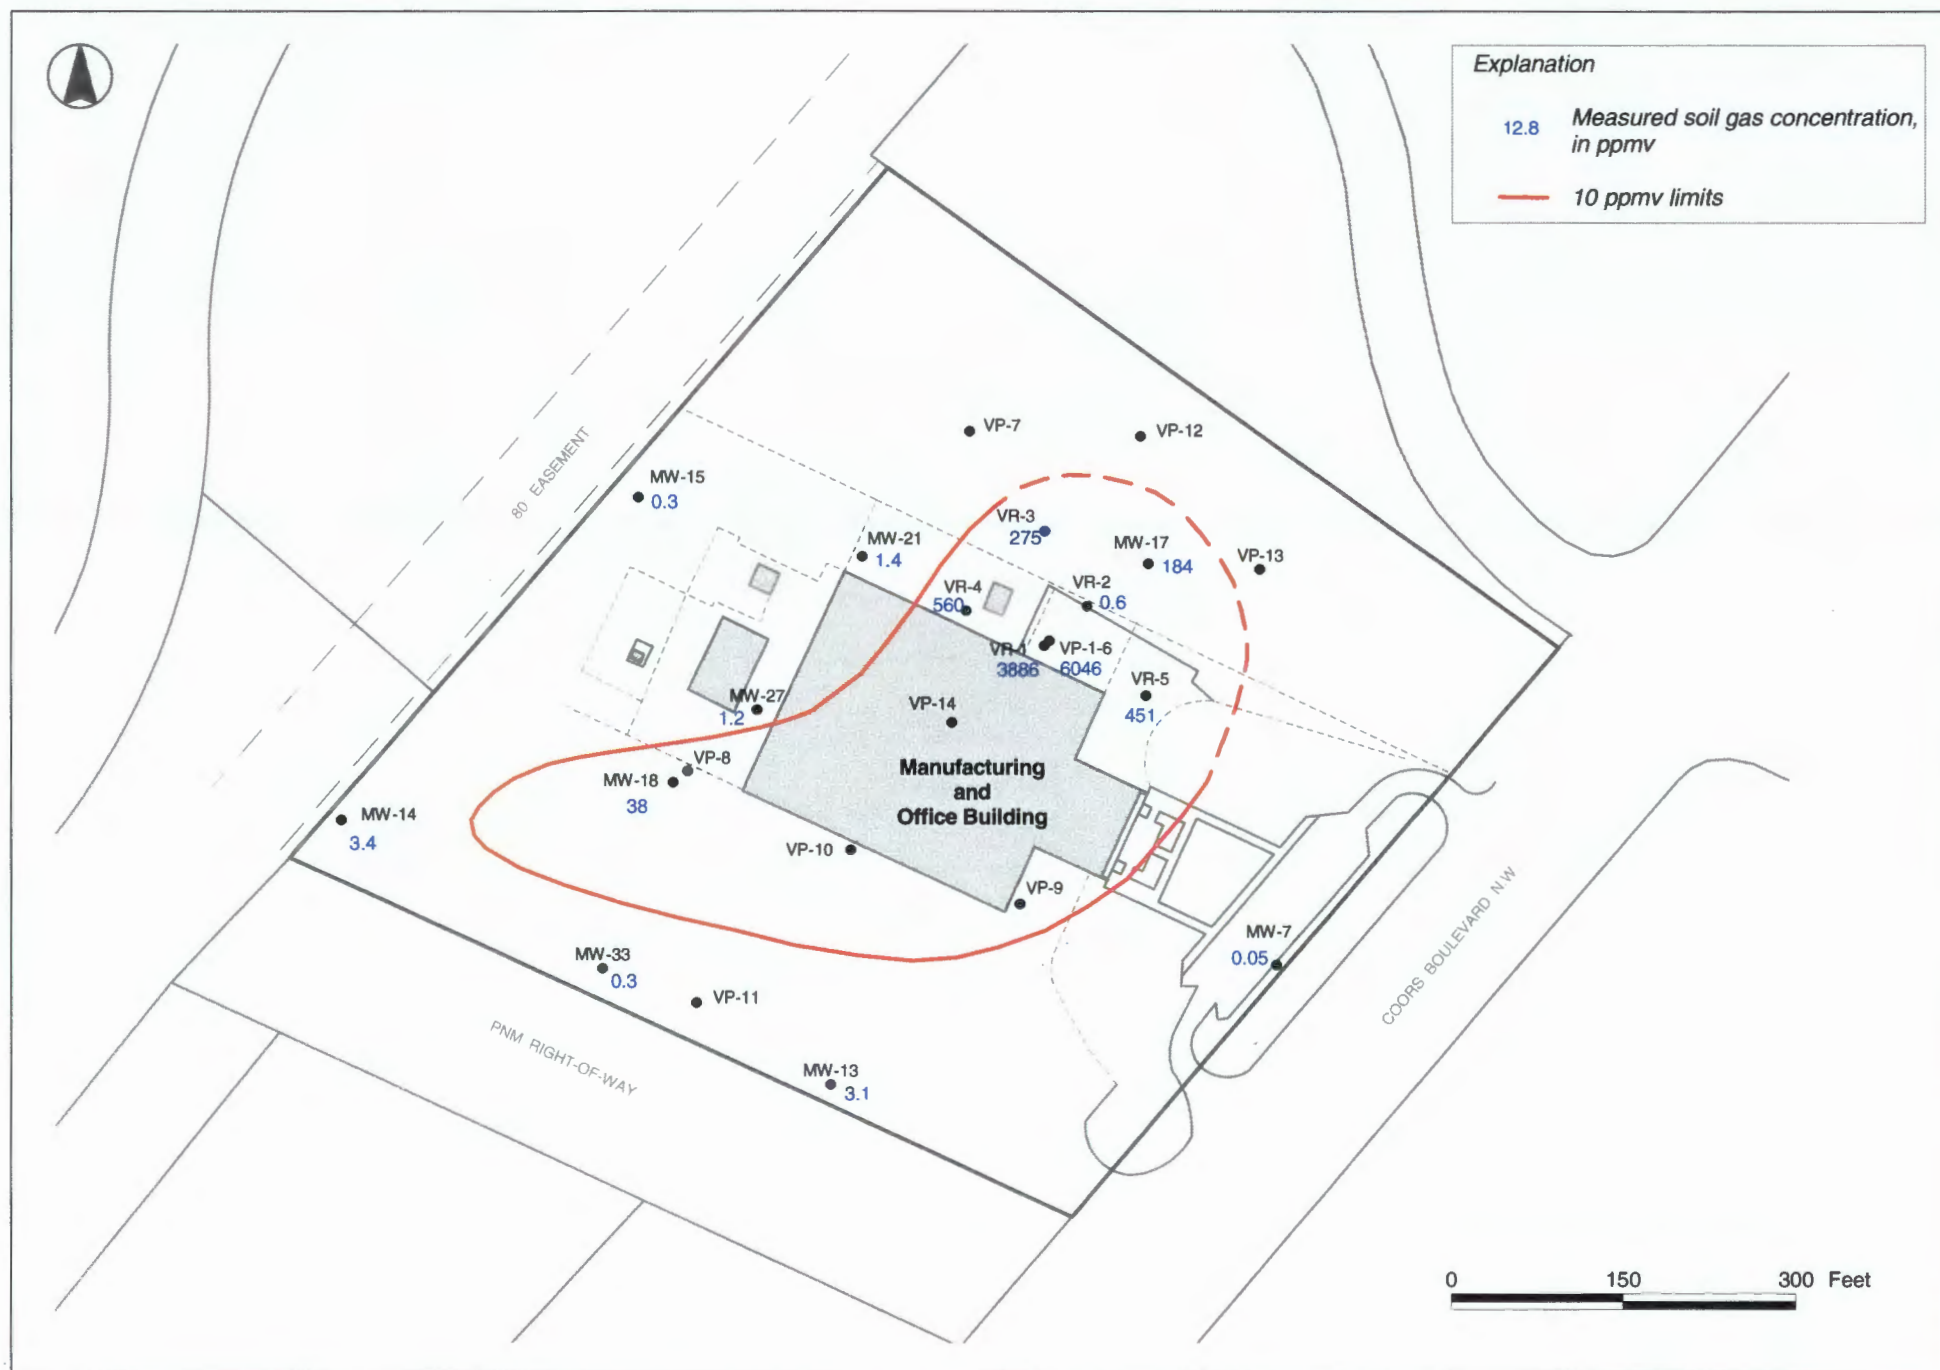 Explanation
12.8 Measured soil gas concentration,
in ppmv
10 ppmv limits
VP-7
VP-12
80 EASEMENT
MW-15
0.3
VR-3
275
MW-21
1.4
MW-17
184
VP-13
VR-4
560
VR-2
0.6
VR-1
3886
VP-1-6
6046
VR-5
451
MW-27
1.2
VP-14
VP-8
MW-18
38
Manufacturing
and
Office Building
MW-14
3.4
VP-10
VP-9
MW-7
0.05
COORS BOULEVARD N.W
MW-33
0.3
VP-11
PNM RIGHT-OF-WAY
MW-13
3.1
0 150 300 Feet